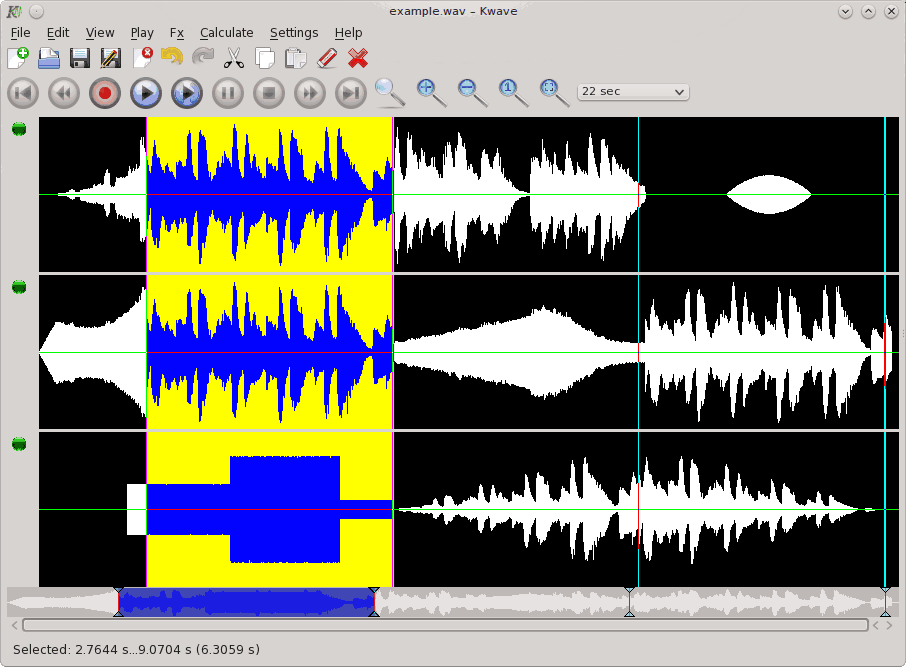 example.wav – Kwave
File Edit View Play Fx Calculate Settings Help
1
22 sec
Selected: 2.7644 s...9.0704 s (6.3059 s)